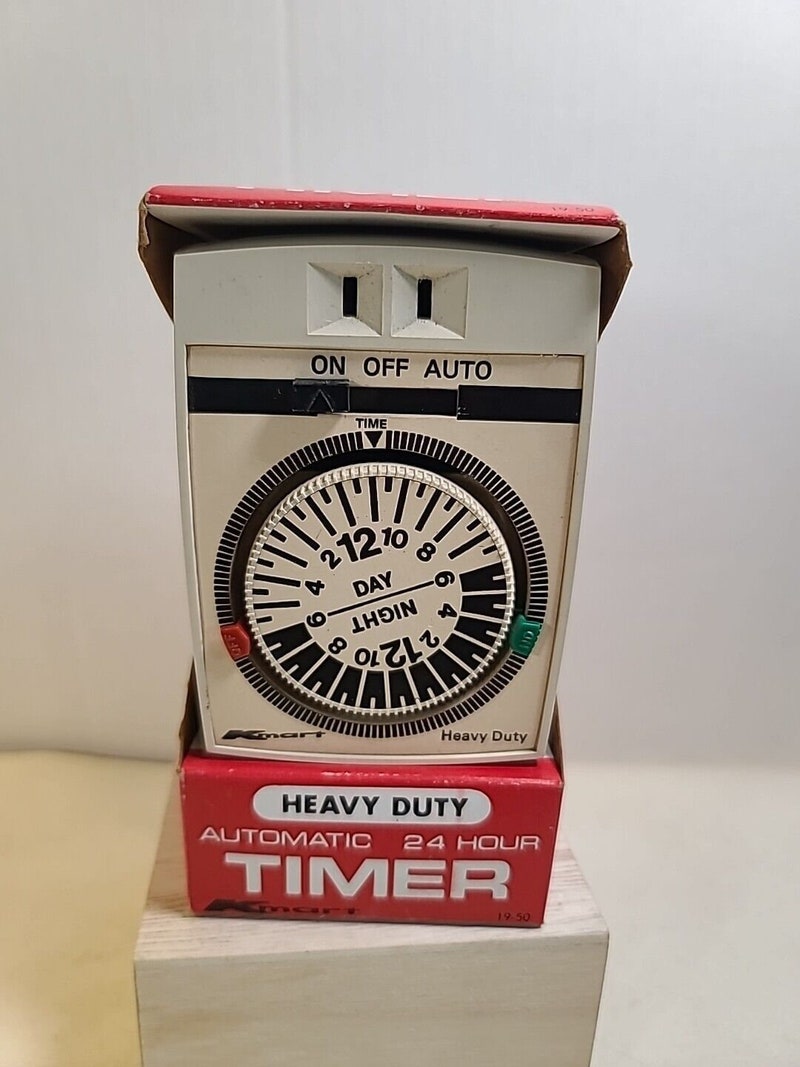 19-50
ON OFF AUTO
TIME
2 12 10 8
4 6
DAY
NIGHT
6 4
8 10 12 2
OFF
ON
Kmart Heavy Duty
HEAVY DUTY
AUTOMATIC 24 HOUR
TIMER
Kmart 19-50